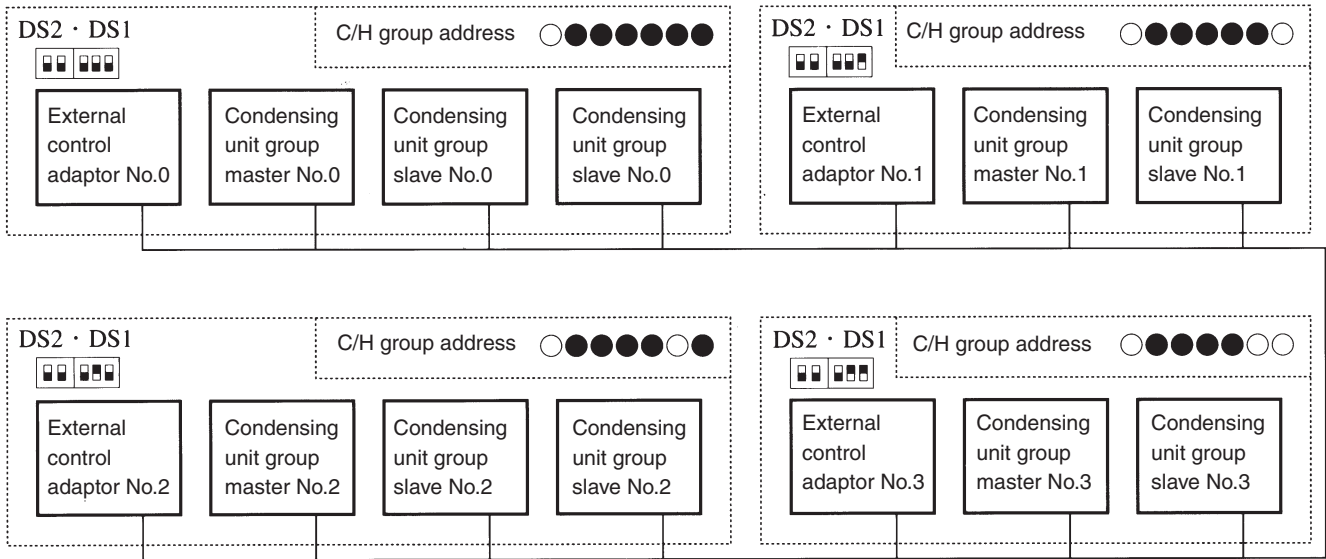 DS2 · DS1
C/H group address
External
control
adaptor No.0
Condensing
unit group
master No.0
Condensing
unit group
slave No.0
Condensing
unit group
slave No.0
DS2 · DS1
C/H group address
External
control
adaptor No.1
Condensing
unit group
master No.1
Condensing
unit group
slave No.1
DS2 · DS1
C/H group address
External
control
adaptor No.2
Condensing
unit group
master No.2
Condensing
unit group
slave No.2
Condensing
unit group
slave No.2
DS2 · DS1
C/H group address
External
control
adaptor No.3
Condensing
unit group
master No.3
Condensing
unit group
slave No.3